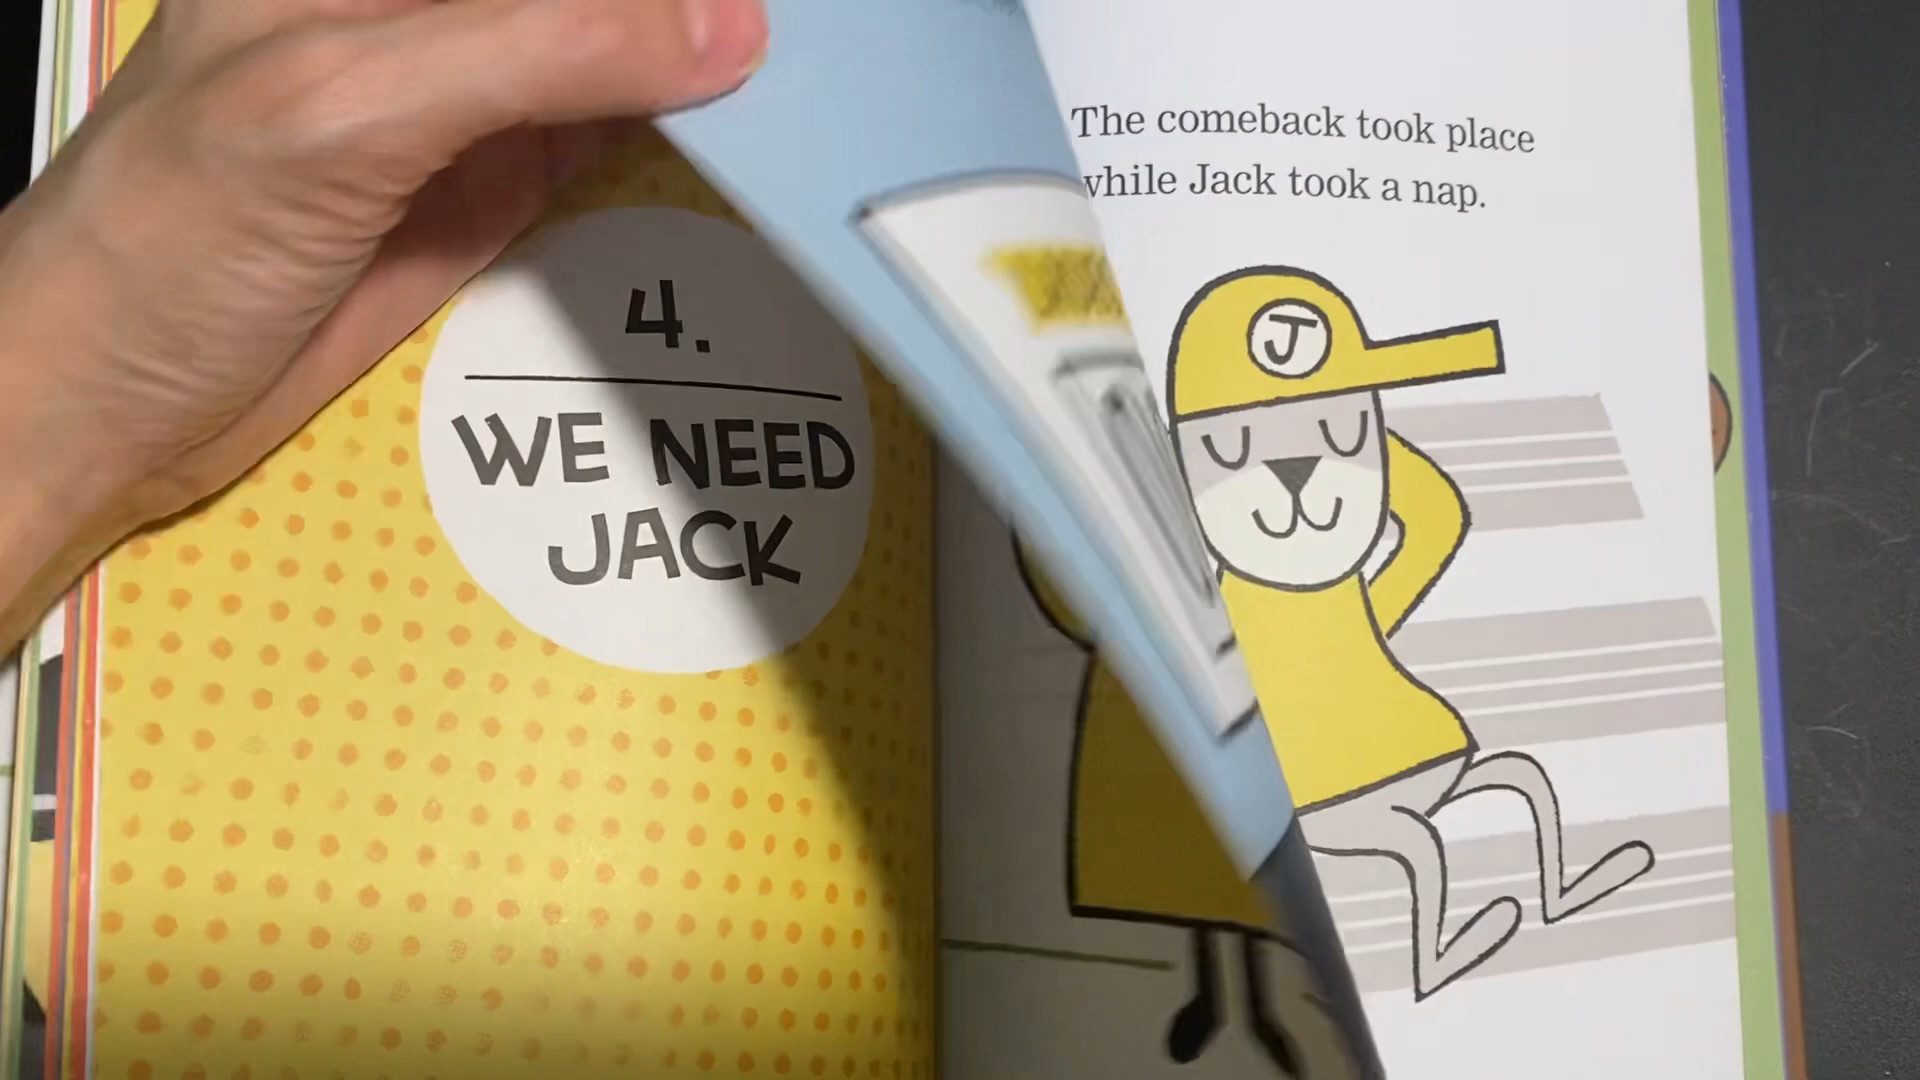 4.
WE NEED
JACK
The comeback took place
while Jack took a nap.
J